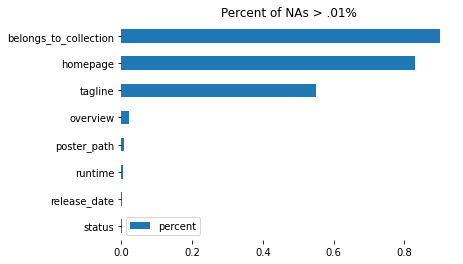 Percent of NAs > .01%
belongs_to_collection
homepage
tagline
overview
poster_path
runtime
release_date
status
percent
0.0 0.2 0.4 0.6 0.8